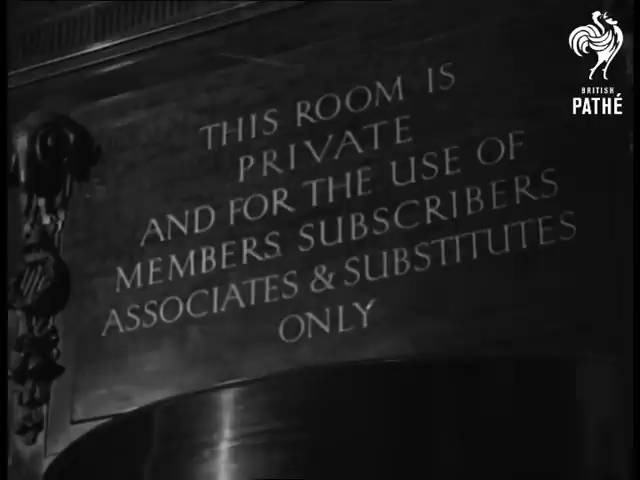 BRITISH
PATHÉ
THIS ROOM IS
PRIVATE
AND FOR THE USE OF
MEMBERS SUBSCRIBERS
ASSOCIATES & SUBSTITUTES
ONLY